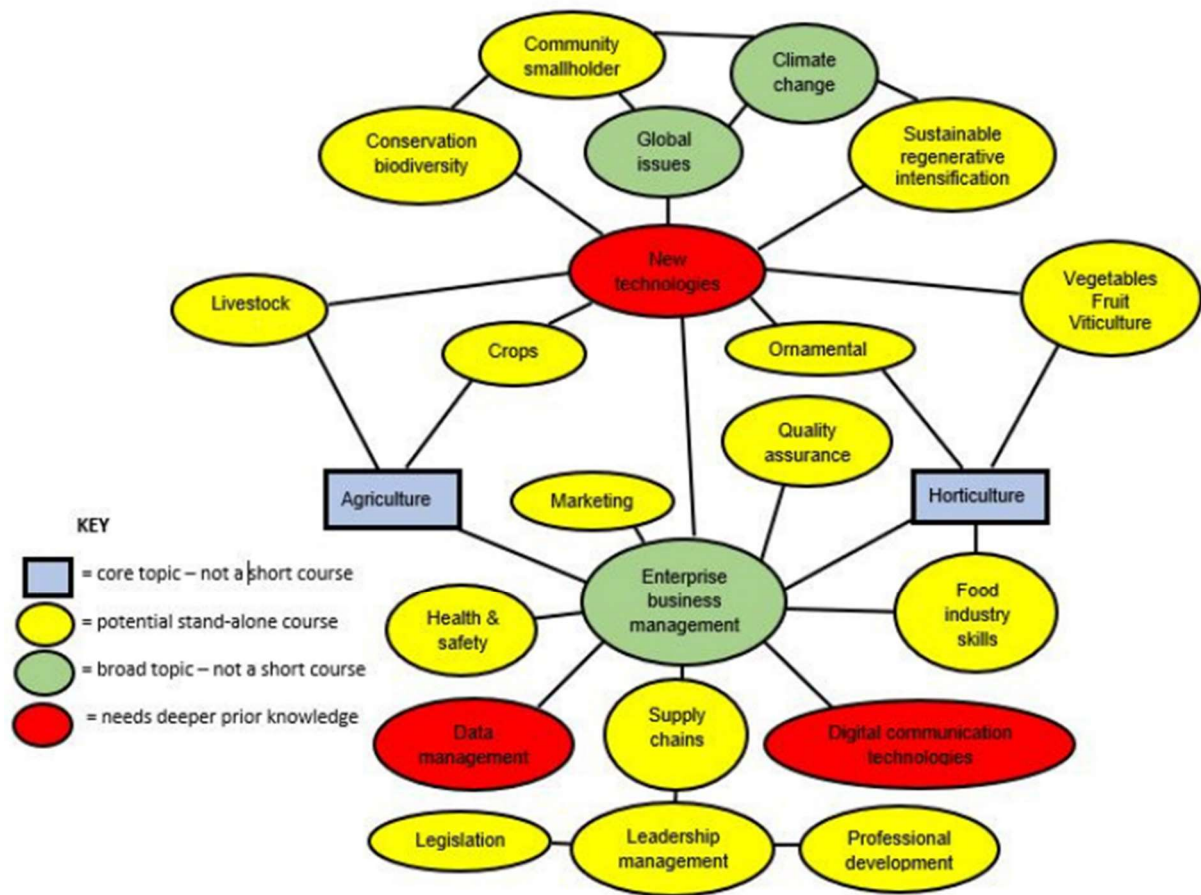 Community
smallholder
Climate
change
Conservation
biodiversity
Global
issues
Sustainable
regenerative
intensification
New
technologies
Livestock
Vegetables
Fruit
Viticulture
Crops
Ornamental
Quality
assurance
Agriculture
Marketing
Horticulture
KEY
= core topic – not a short course
= potential stand-alone course
= broad topic – not a short course
= needs deeper prior knowledge
Enterprise
business
management
Health &
safety
Food
industry
skills
Data
management
Supply
chains
Digital communication
technologies
Legislation
Leadership
management
Professional
development